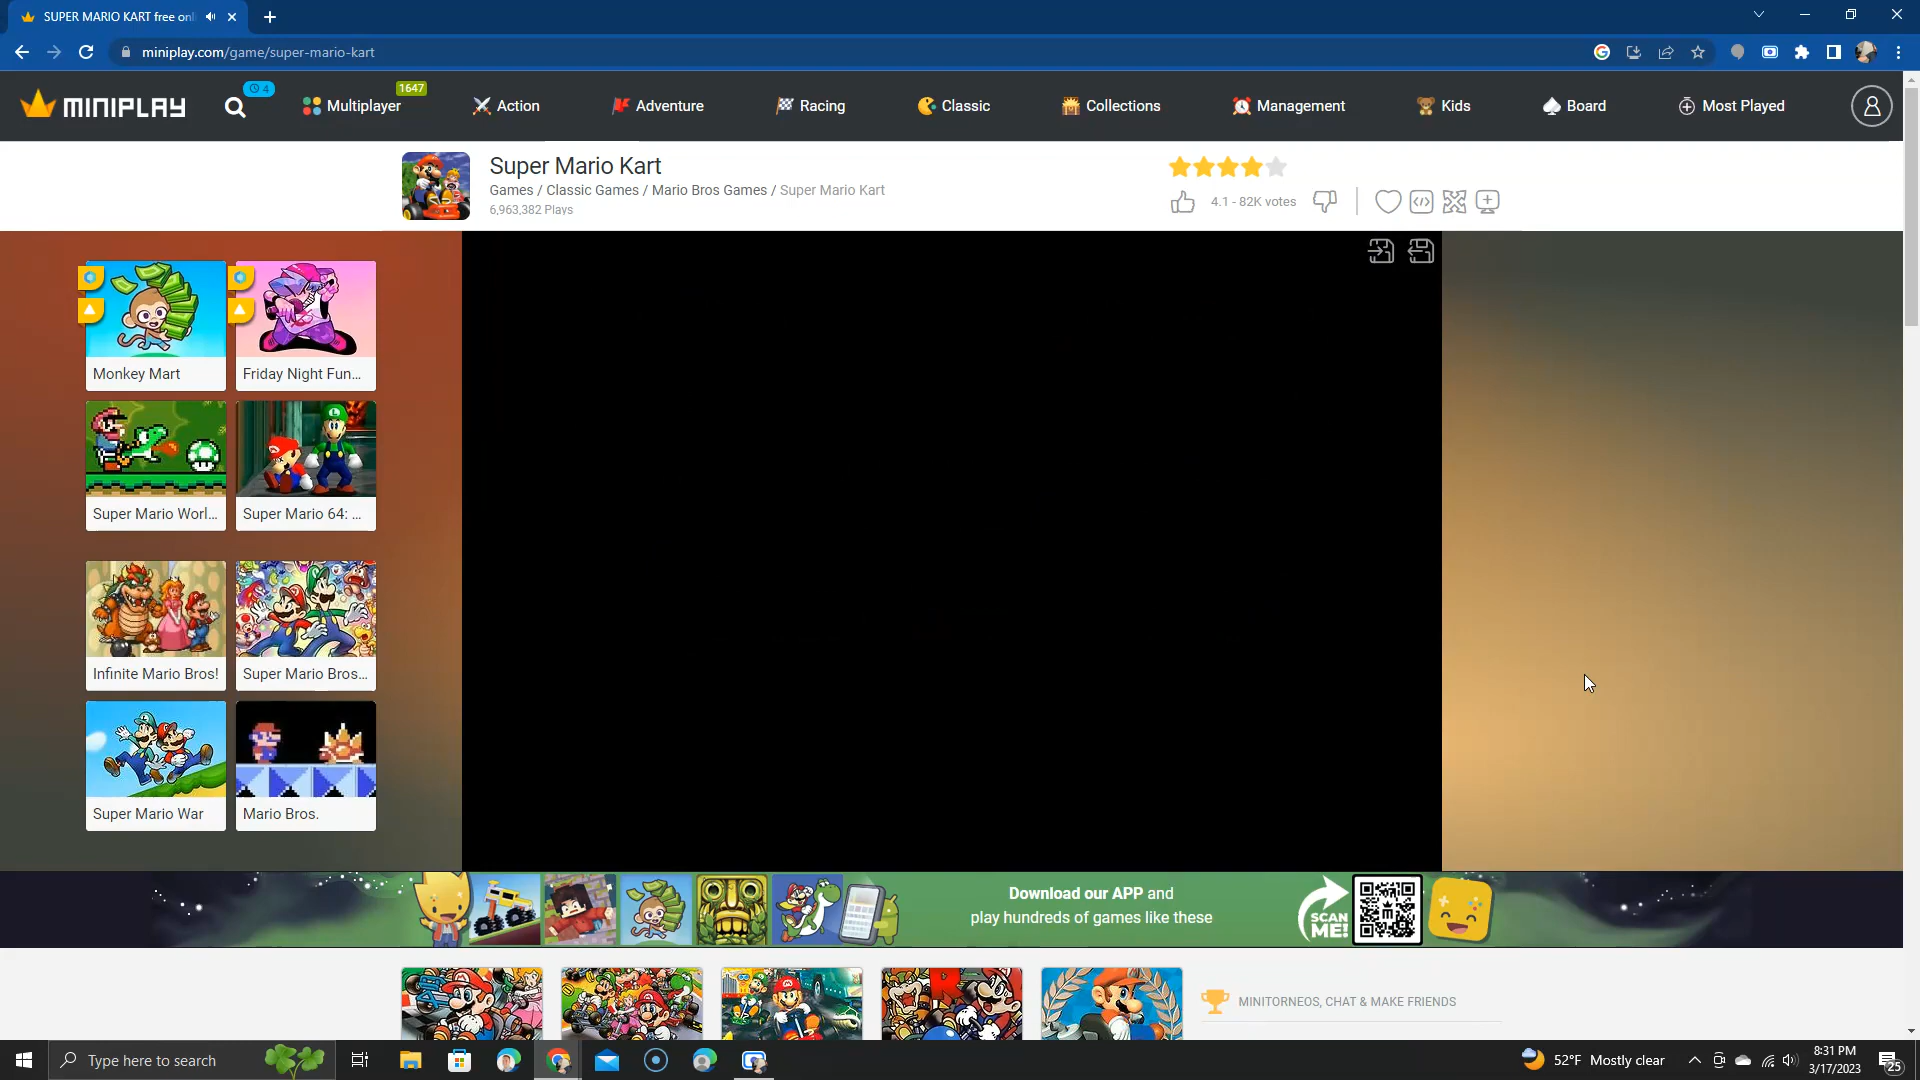 SUPER MARIO KART free onl
miniplay.com/game/super-mario-kart
MINIPLAY
4
Multiplayer
1647
Action
Adventure
Racing
Classic
Collections
Management
Kids
Board
Most Played
Super Mario Kart
Games / Classic Games / Mario Bros Games / Super Mario Kart
6,963,382 Plays
4.1 - 82K votes
Monkey Mart
Friday Night Fun...
Super Mario Worl...
Super Mario 64: ...
Infinite Mario Bros!
Super Mario Bros...
Super Mario War
Mario Bros.
Download our APP and
play hundreds of games like these
SCAN
ME!
MINITORNEOS, CHAT & MAKE FRIENDS
Type here to search
52°F Mostly clear
8:31 PM
3/17/2023
25